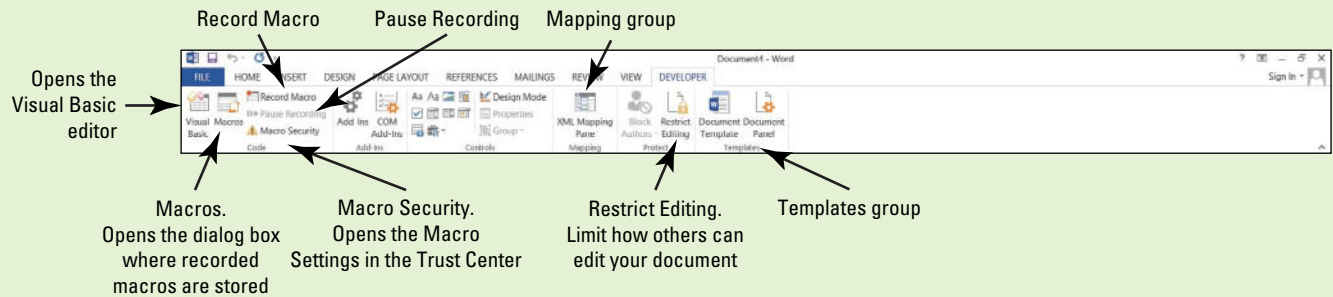 Record Macro
Pause Recording
Mapping group
Document4 - Word
Sign In
FILE HOME INSERT DESIGN PAGE LAYOUT REFERENCES MAILINGS REVIEW VIEW DEVELOPER
Opens the
Visual Basic
editor
Visual
Basic
Macros
Record Macro
Pause Recording
Macro Security
Code
Add-Ins
COM
Add-Ins
Add-Ins
Aa Aa
Design Mode
Properties
Group
Controls
XML Mapping
Pane
Mapping
Block
Authors
Restrict
Editing
Protect
Document
Template
Document
Panel
Templates
Macros.
Opens the dialog box
where recorded
macros are stored
Macro Security.
Opens the Macro
Settings in the Trust Center
Restrict Editing.
Limit how others can
edit your document
Templates group